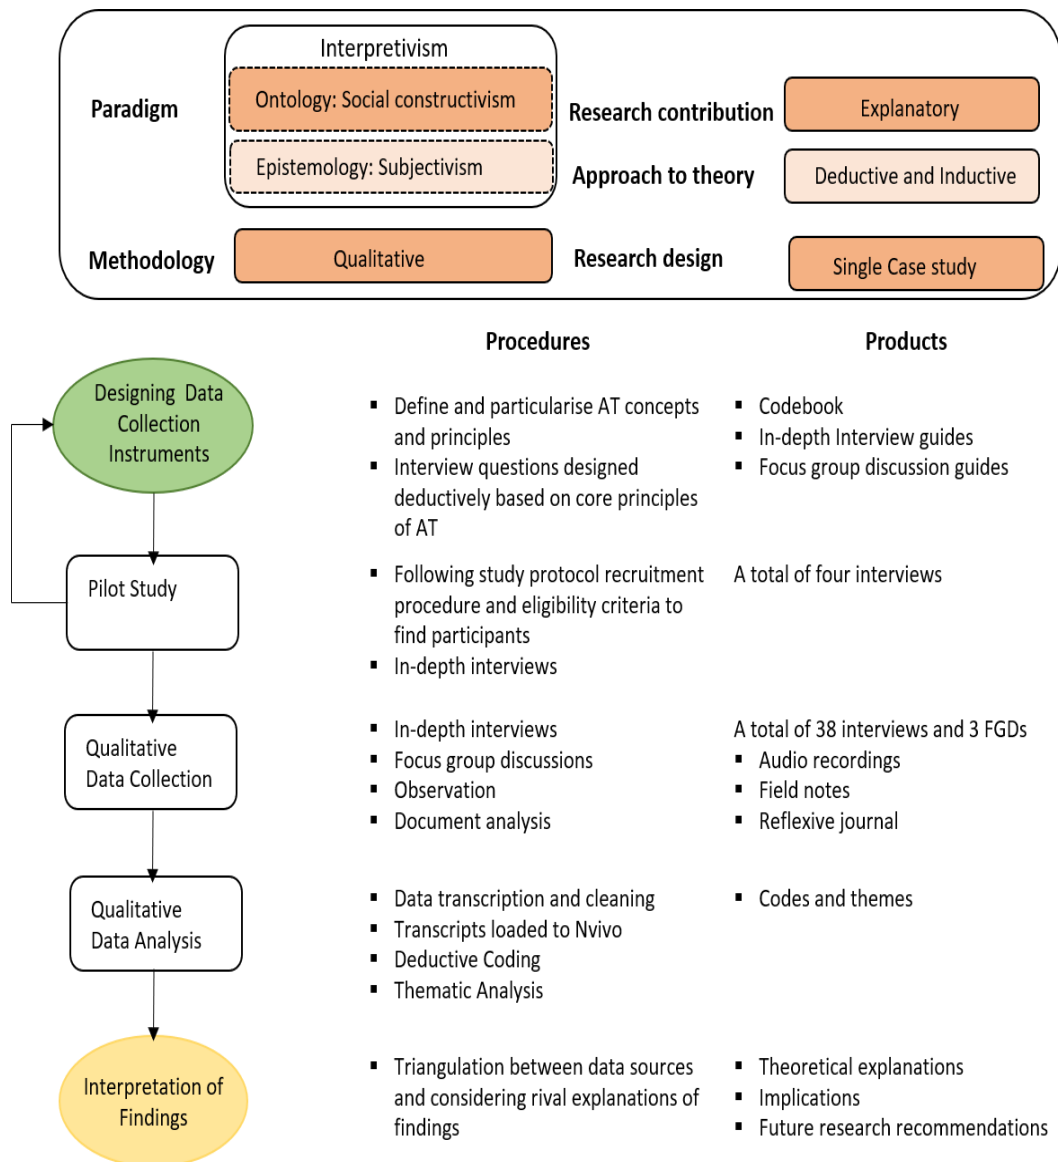 Interpretivism
Paradigm
Ontology: Social constructivism
Epistemology: Subjectivism
Research contribution
Explanatory
Approach to theory
Deductive and Inductive
Methodology
Qualitative
Research design
Single Case study
Procedures
Products
Designing Data
Collection
Instruments
▪ Define and particularise AT concepts
and principles
▪ Interview questions designed
deductively based on core principles
of AT
▪ Codebook
▪ In-depth Interview guides
▪ Focus group discussion guides
Pilot Study
▪ Following study protocol recruitment
procedure and eligibility criteria to
find participants
▪ In-depth interviews
A total of four interviews
Qualitative
Data Collection
▪ In-depth interviews
▪ Focus group discussions
▪ Observation
▪ Document analysis
A total of 38 interviews and 3 FGDs
▪ Audio recordings
▪ Field notes
▪ Reflexive journal
Qualitative
Data Analysis
▪ Data transcription and cleaning
▪ Transcripts loaded to Nvivo
▪ Deductive Coding
▪ Thematic Analysis
▪ Codes and themes
Interpretation of
Findings
▪ Triangulation between data sources
and considering rival explanations of
findings
▪ Theoretical explanations
▪ Implications
▪ Future research recommendations